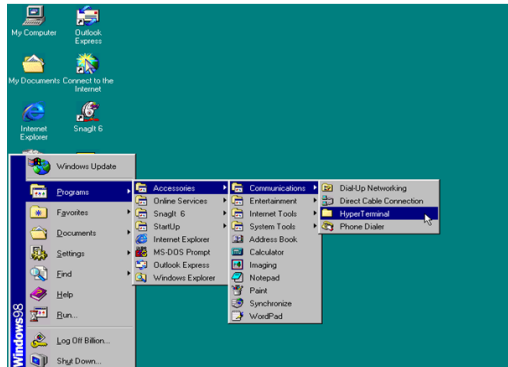 My Computer
Outlook
Express
My Documents
Connect to the
Internet
Internet
Explorer
SnagIt 6
Windows98
Windows Update
Programs
Favorites
Documents
Settings
Find
Help
Run...
Log Off Billion...
Shut Down...
Accessories
Online Services
SnagIt 6
StartUp
Internet Explorer
MS-DOS Prompt
Outlook Express
Windows Explorer
Communications
Entertainment
Internet Tools
System Tools
Address Book
Calculator
Imaging
Notepad
Paint
Synchronize
WordPad
Dial-Up Networking
Direct Cable Connection
HyperTerminal
Phone Dialer